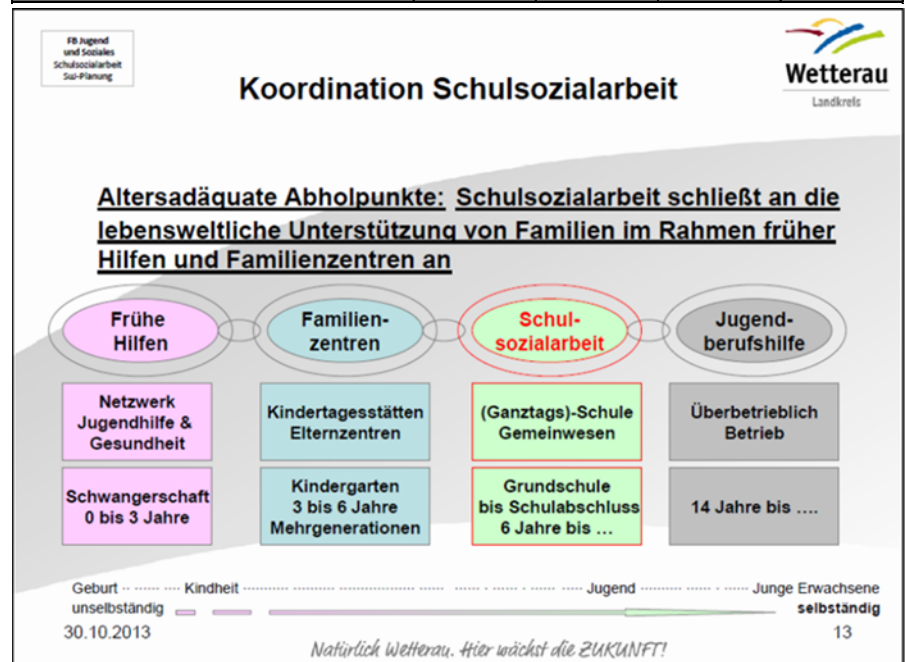 FB Jugend
und Soziales
Schulsozialarbeit
SuI-Planung
Wetterau
Landkreis
Koordination Schulsozialarbeit
Altersadäquate Abholpunkte: Schulsozialarbeit schließt an die
lebensweltliche Unterstützung von Familien im Rahmen früher
Hilfen und Familienzentren an
Frühe
Hilfen
Familien-
zentren
Schul-
sozialarbeit
Jugend-
berufshilfe
Netzwerk
Jugendhilfe &
Gesundheit
Kindertagesstätten
Elternzentren
(Ganztags)-Schule
Gemeinwesen
Überbetrieblich
Betrieb
Schwangerschaft
0 bis 3 Jahre
Kindergarten
3 bis 6 Jahre
Mehrgenerationen
Grundschule
bis Schulabschluss
6 Jahre bis ...
14 Jahre bis ....
Geburt ·· ······· ···· Kindheit ······································ ······ - ······ - ······ Jugend ·········· - ····· - ······ Junge Erwachsene
unselbständig selbständig
30.10.2013 13
Natürlich Wetterau. Hier wächst die ZUKUNFT!